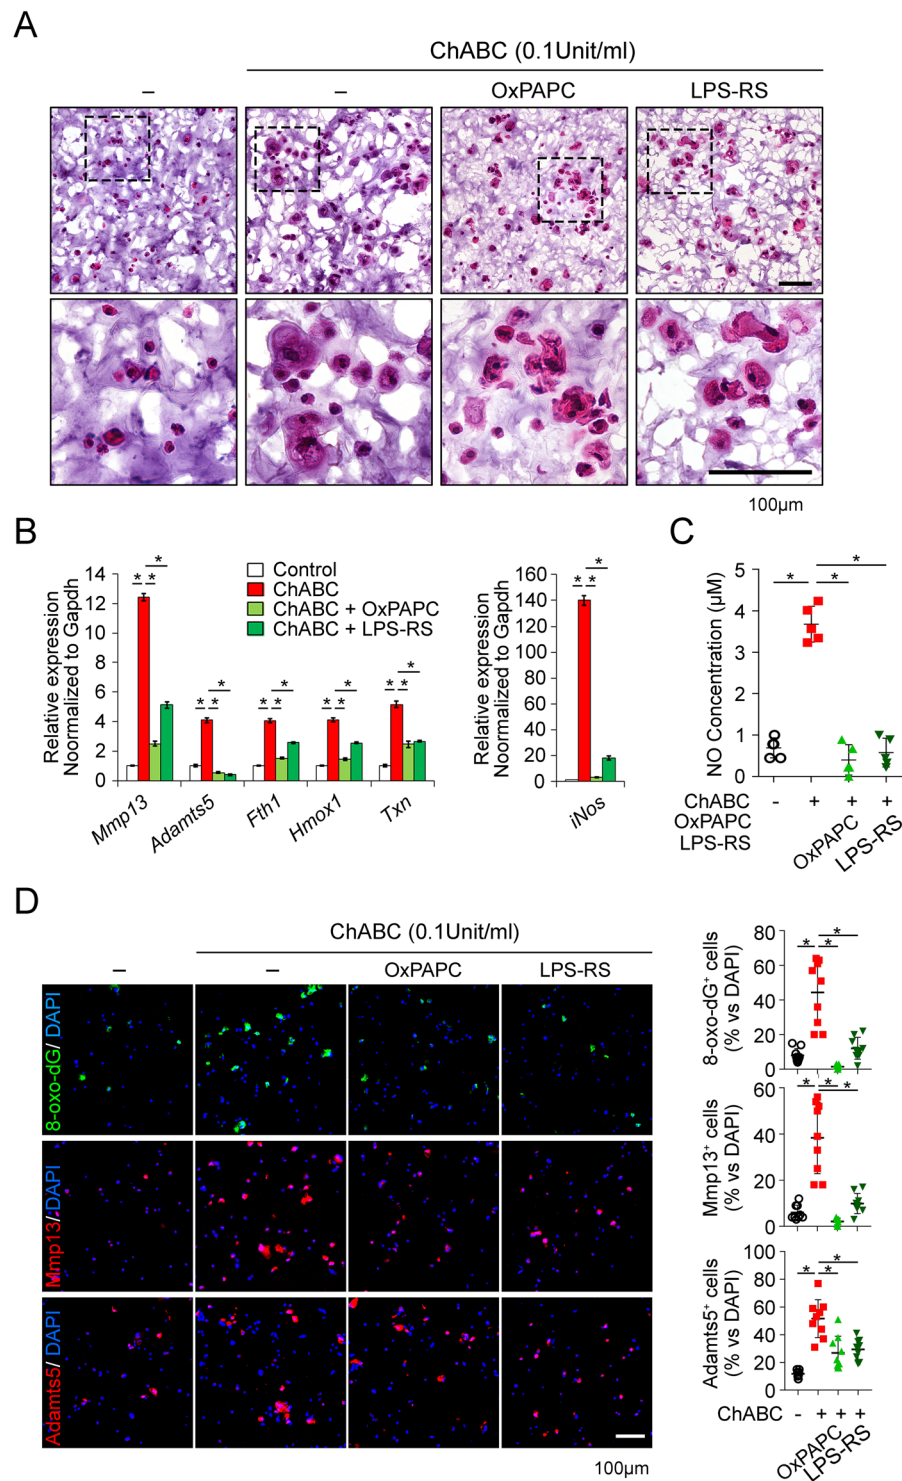 A
ChABC (0.1Unit/ml)
– – OxPAPC LPS-RS
100µm
B
Relative expression
Noormalized to Gapdh
14
12
10
8
6
4
2
0
* * *
* * *
* * *
* * *
* * *
Control
ChABC
ChABC + OxPAPC
ChABC + LPS-RS
Mmp13 Adamts5 Fth1 Hmox1 Txn
Relative expression
Noormalized to Gapdh
160
140
120
100
80
60
40
20
0
* * *
iNos
C
NO Concentration (µM)
5
4
3
2
1
0
* * *
ChABC - + + +
OxPAPC
LPS-RS
OxPAPC LPS-RS
D
ChABC (0.1Unit/ml)
– – OxPAPC LPS-RS
8-oxo-dG/ DAPI
Mmp13/DAPI
Adamts5/ DAPI
100µm
8-oxo-dG⁺ cells
(% vs DAPI)
80
60
40
20
0
* * *
Mmp13⁺ cells
(% vs DAPI)
60
40
20
0
* * *
Adamts5⁺ cells
(% vs DAPI)
100
80
60
40
20
0
* * *
ChABC - + + +
OxPAPC LPS-RS